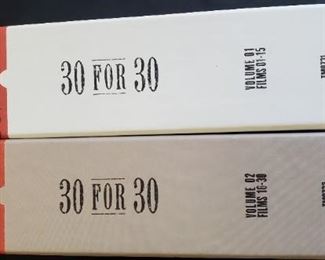 30 FOR 30
VOLUME 01
FILMS 01-15
30 FOR 30
VOLUME 02
FILMS 16-30